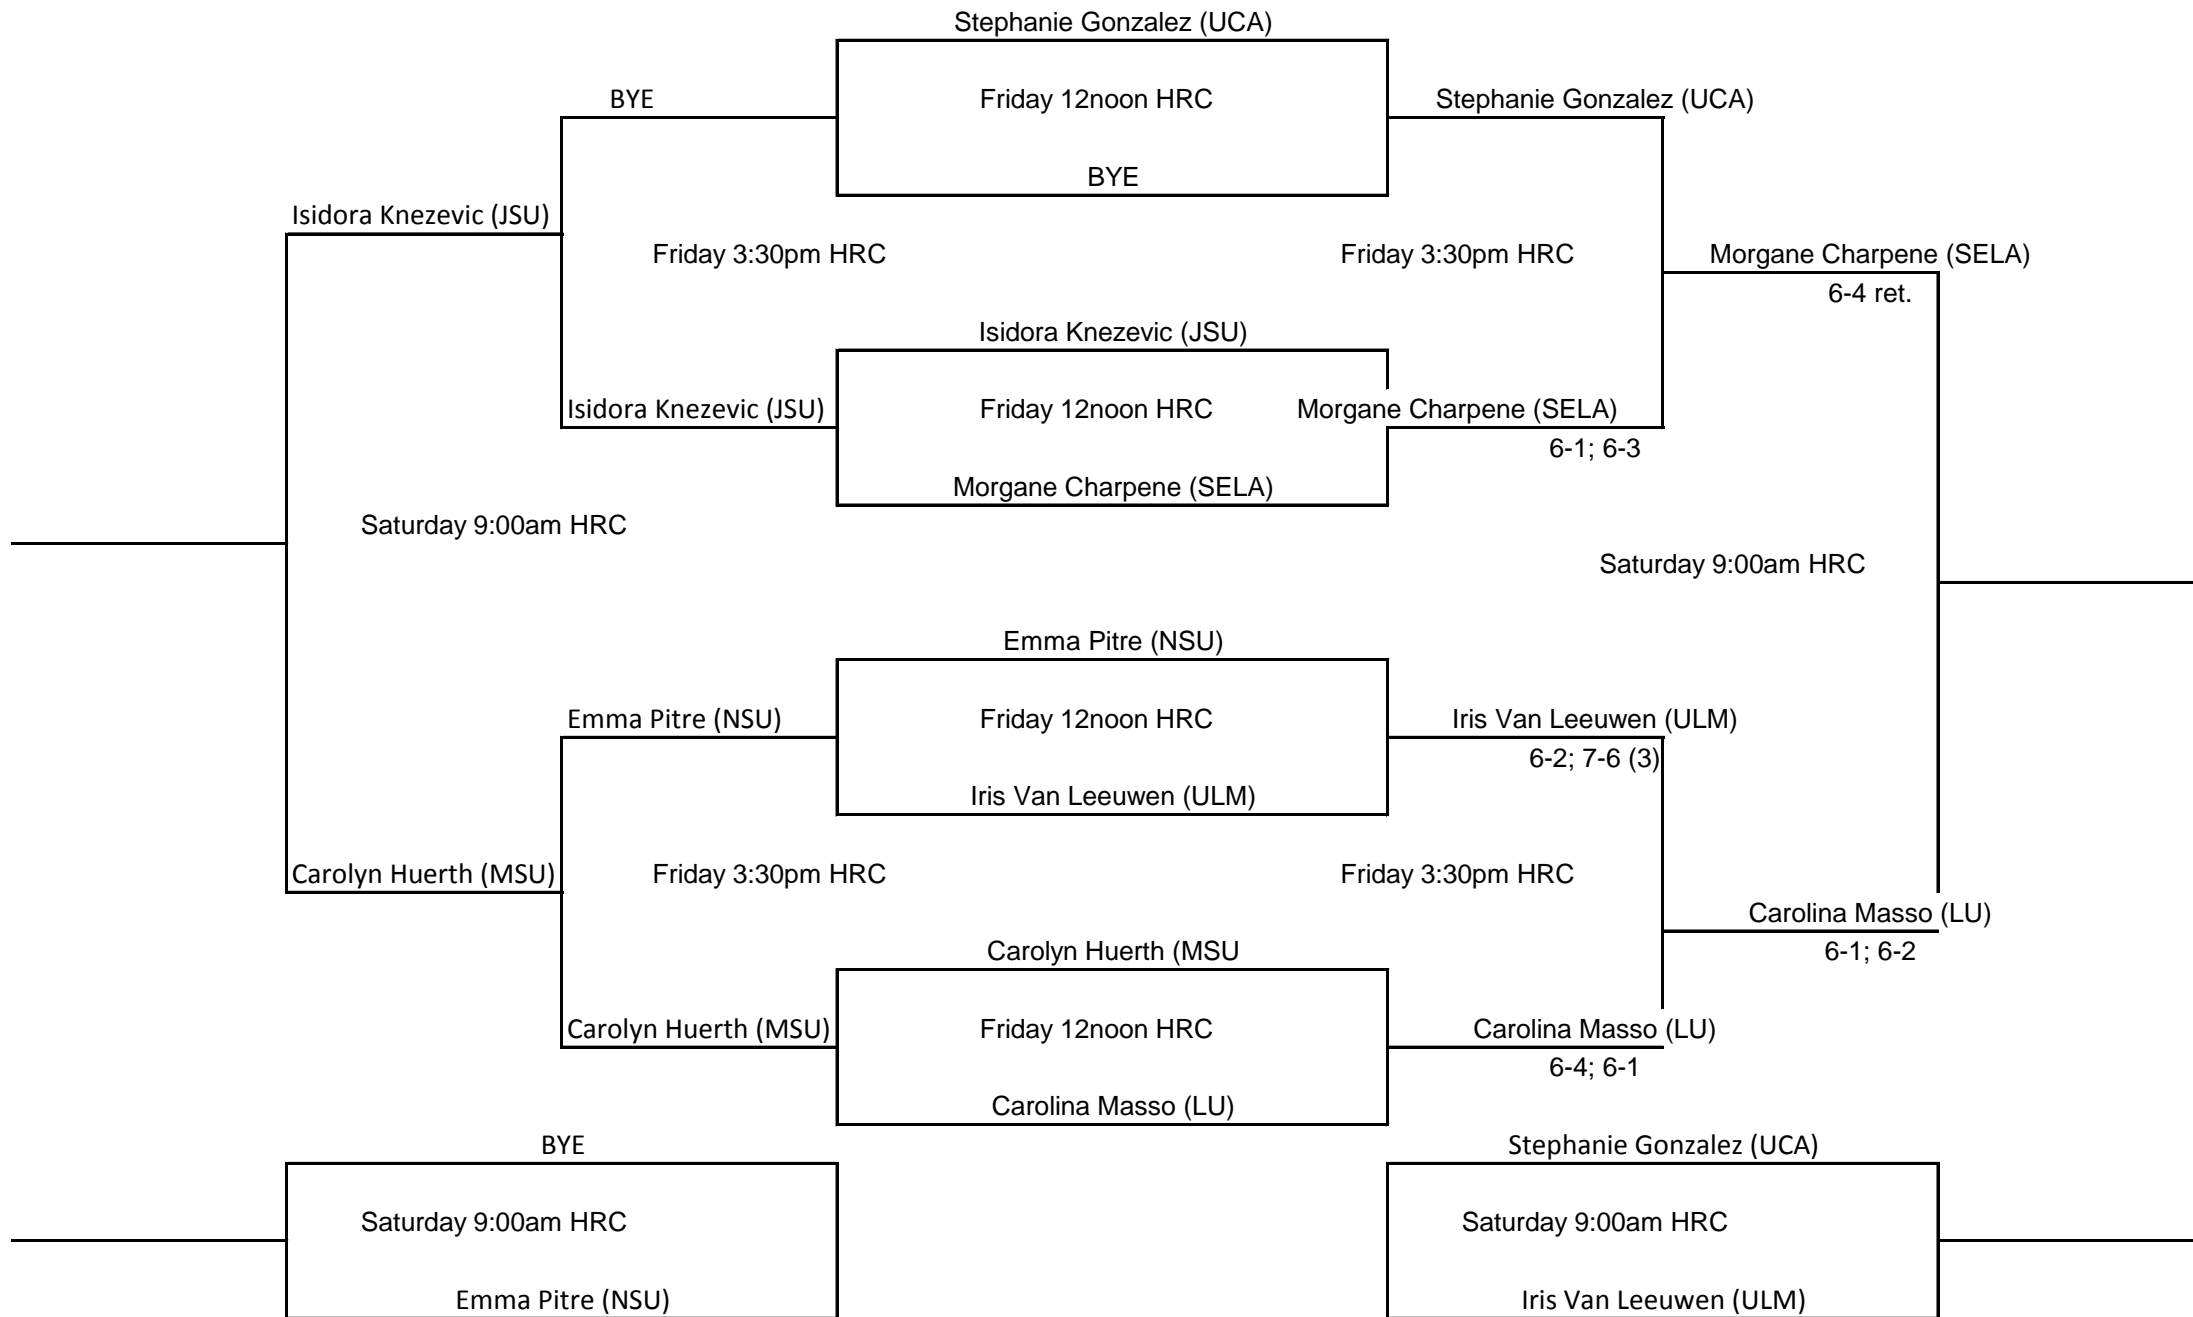 Stephanie Gonzalez (UCA)
BYE
Friday 12noon HRC
Stephanie Gonzalez (UCA)
BYE
Isidora Knezevic (JSU)
Friday 3:30pm HRC
Friday 3:30pm HRC
Morgane Charpene (SELA)
6-4 ret.
Isidora Knezevic (JSU)
Isidora Knezevic (JSU)
Friday 12noon HRC
Morgane Charpene (SELA)
6-1; 6-3
Morgane Charpene (SELA)
Saturday 9:00am HRC
Saturday 9:00am HRC
Emma Pitre (NSU)
Emma Pitre (NSU)
Friday 12noon HRC
Iris Van Leeuwen (ULM)
6-2; 7-6 (3)
Iris Van Leeuwen (ULM)
Carolyn Huerth (MSU)
Friday 3:30pm HRC
Friday 3:30pm HRC
Carolina Masso (LU)
6-1; 6-2
Carolyn Huerth (MSU
Carolyn Huerth (MSU)
Friday 12noon HRC
Carolina Masso (LU)
6-4; 6-1
Carolina Masso (LU)
BYE
Stephanie Gonzalez (UCA)
Saturday 9:00am HRC
Saturday 9:00am HRC
Emma Pitre (NSU)
Iris Van Leeuwen (ULM)